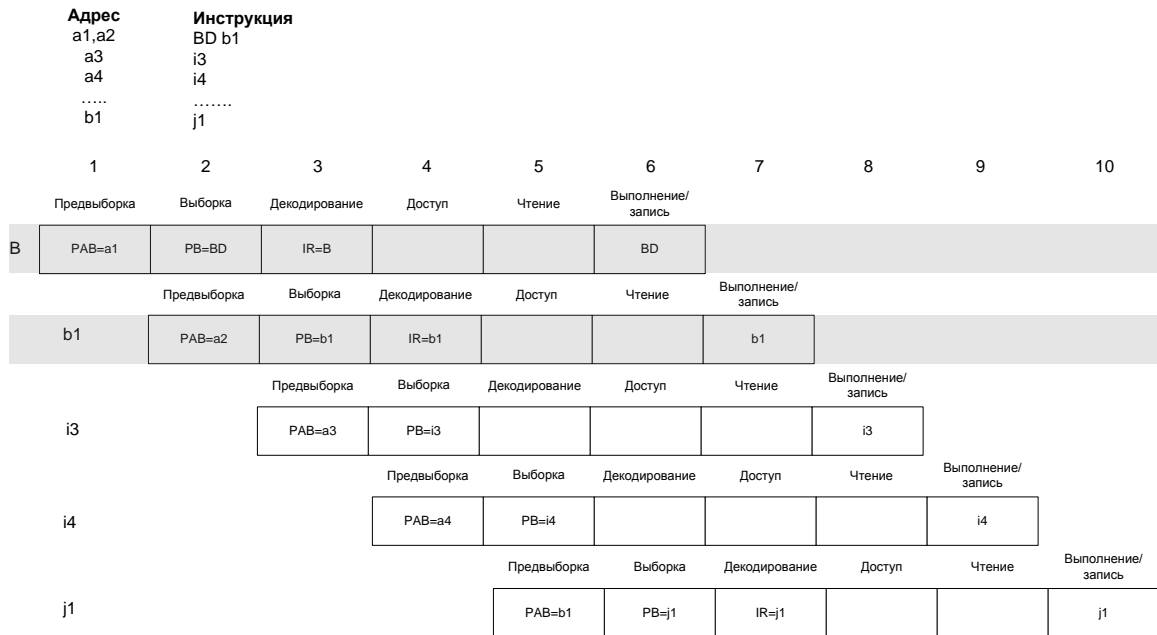 Адрес Инструкция
a1,a2 BD b1
a3 i3
a4 i4
..... .......
b1 j1
1 2 3 4 5 6 7 8 9 10
Предвыборка Выборка Декодирование Доступ Чтение Выполнение/
запись
B PAB=a1 PB=BD IR=B BD
Предвыборка Выборка Декодирование Доступ Чтение Выполнение/
запись
b1 PAB=a2 PB=b1 IR=b1 b1
Предвыборка Выборка Декодирование Доступ Чтение Выполнение/
запись
i3 PAB=a3 PB=i3 i3
Предвыборка Выборка Декодирование Доступ Чтение Выполнение/
запись
i4 PAB=a4 PB=i4 i4
Предвыборка Выборка Декодирование Доступ Чтение Выполнение/
запись
j1 PAB=b1 PB=j1 IR=j1 j1